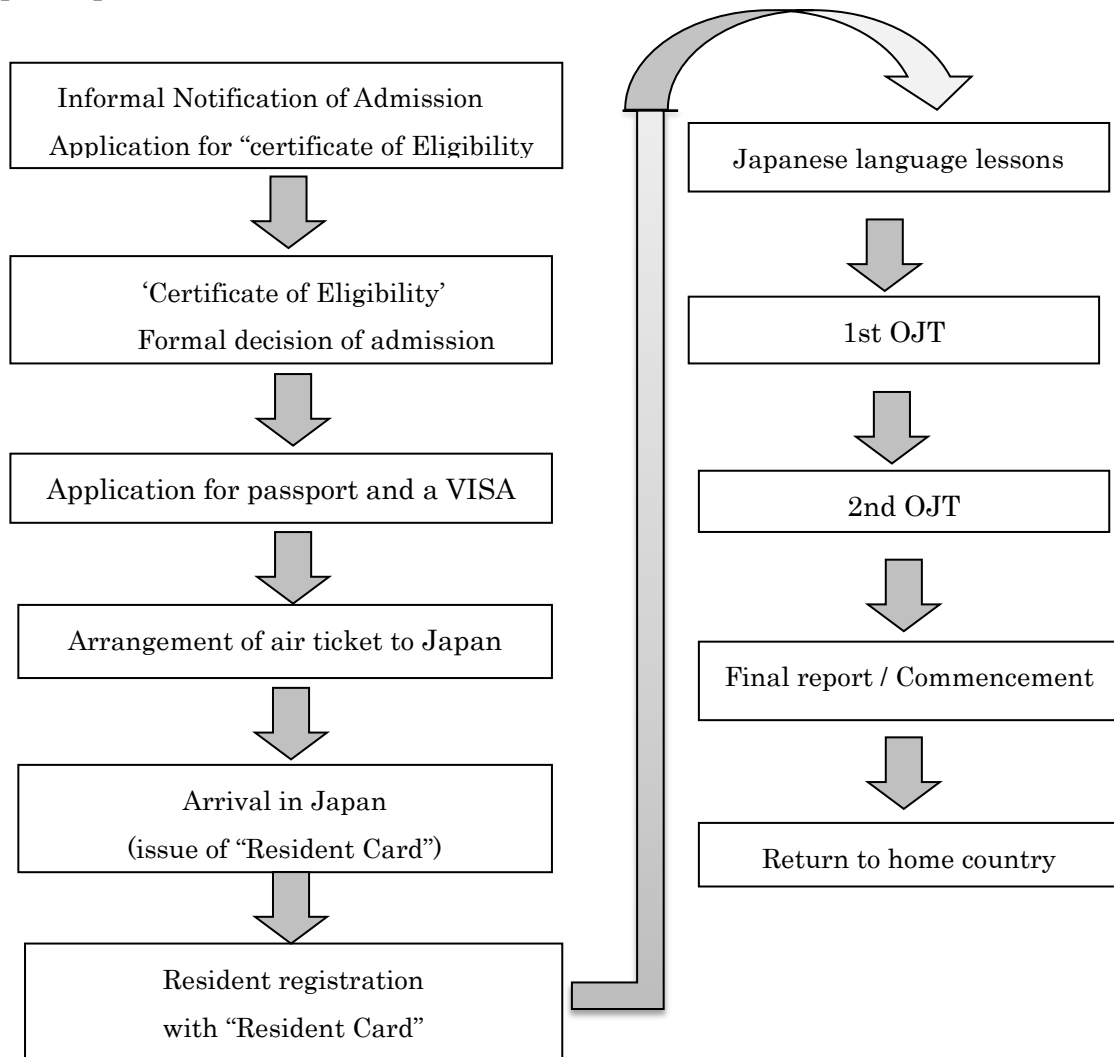 Informal Notification of Admission
Application for “certificate of Eligibility
‘Certificate of Eligibility’
Formal decision of admission
Application for passport and a VISA
Arrangement of air ticket to Japan
Arrival in Japan
(issue of “Resident Card”)
Resident registration
with “Resident Card”
Japanese language lessons
1st OJT
2nd OJT
Final report / Commencement
Return to home country